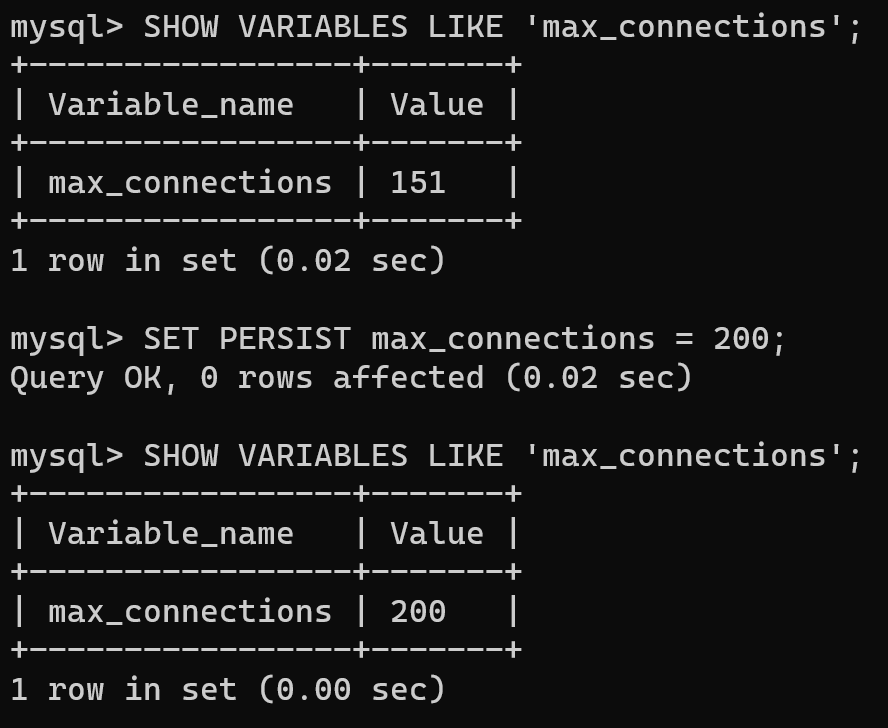 mysql> SHOW VARIABLES LIKE 'max_connections';
+-----------------+-------+
| Variable_name   | Value |
+-----------------+-------+
| max_connections | 151   |
+-----------------+-------+
1 row in set (0.02 sec)

mysql> SET PERSIST max_connections = 200;
Query OK, 0 rows affected (0.02 sec)

mysql> SHOW VARIABLES LIKE 'max_connections';
+-----------------+-------+
| Variable_name   | Value |
+-----------------+-------+
| max_connections | 200   |
+-----------------+-------+
1 row in set (0.00 sec)